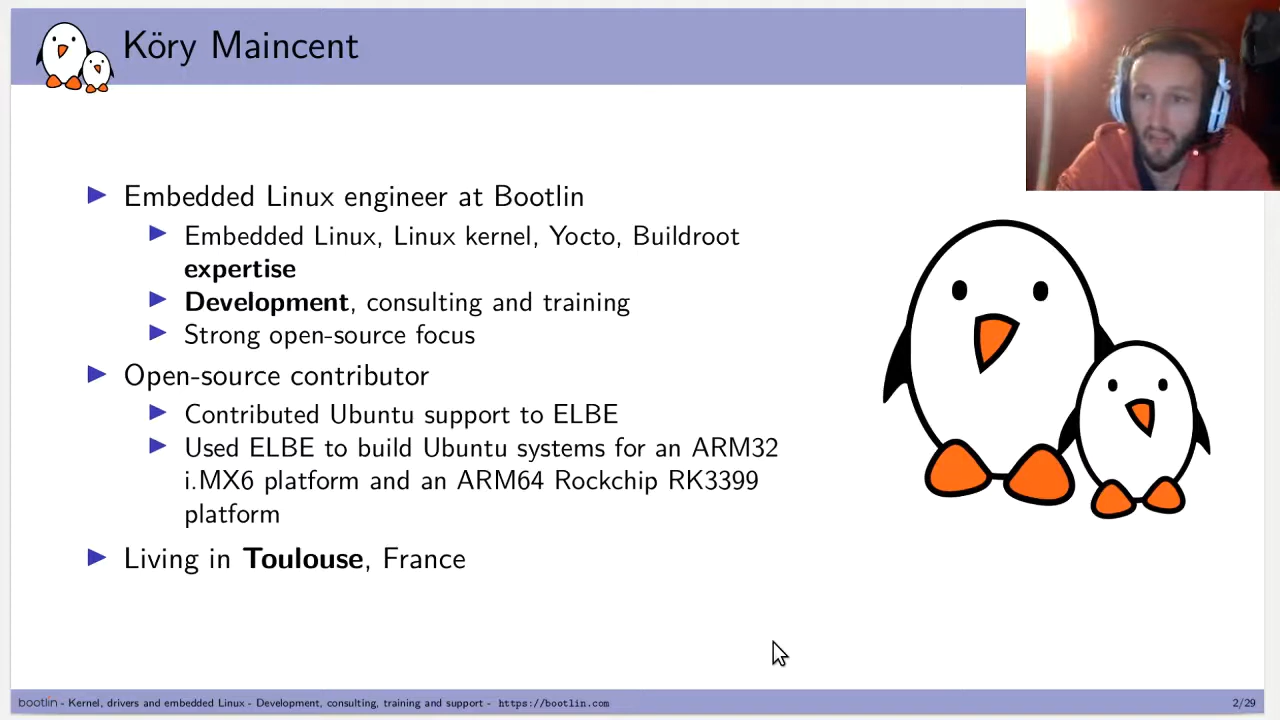 Köry Maincent
Embedded Linux engineer at Bootlin
Embedded Linux, Linux kernel, Yocto, Buildroot
expertise
Development, consulting and training
Strong open-source focus
Open-source contributor
Contributed Ubuntu support to ELBE
Used ELBE to build Ubuntu systems for an ARM32
i.MX6 platform and an ARM64 Rockchip RK3399
platform
Living in Toulouse, France
bootlin - Kernel, drivers and embedded Linux - Development, consulting, training and support - https://bootlin.com
2/29